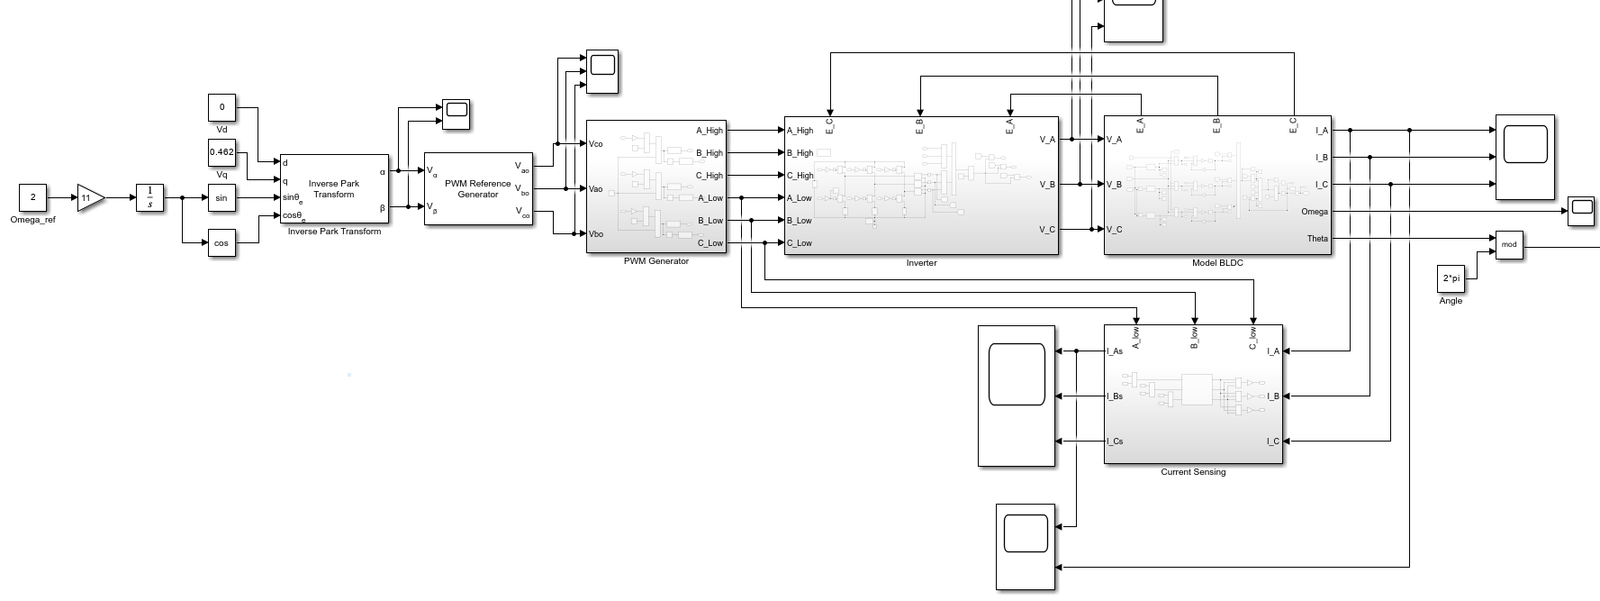 2
Omega_ref
11
1
s
0
Vd
0.462
Vq
sin
cos
d
q
sinθe
cosθe
Inverse Park
Transform
α
β
Inverse Park Transform
Vα
Vβ
PWM Reference
Generator
Vao
Vbo
Vco
Vco
Vao
Vbo
A_High
B_High
C_High
A_Low
B_Low
C_Low
PWM Generator
A_High
B_High
C_High
A_Low
B_Low
C_Low
E_C
E_B
E_A
V_A
V_B
V_C
Inverter
V_A
V_B
V_C
E_A
E_B
E_C
I_A
I_B
I_C
Omega
Theta
Model BLDC
mod
2*pi
Angle
A_low
B_low
C_low
I_As
I_Bs
I_Cs
I_A
I_B
I_C
Current Sensing